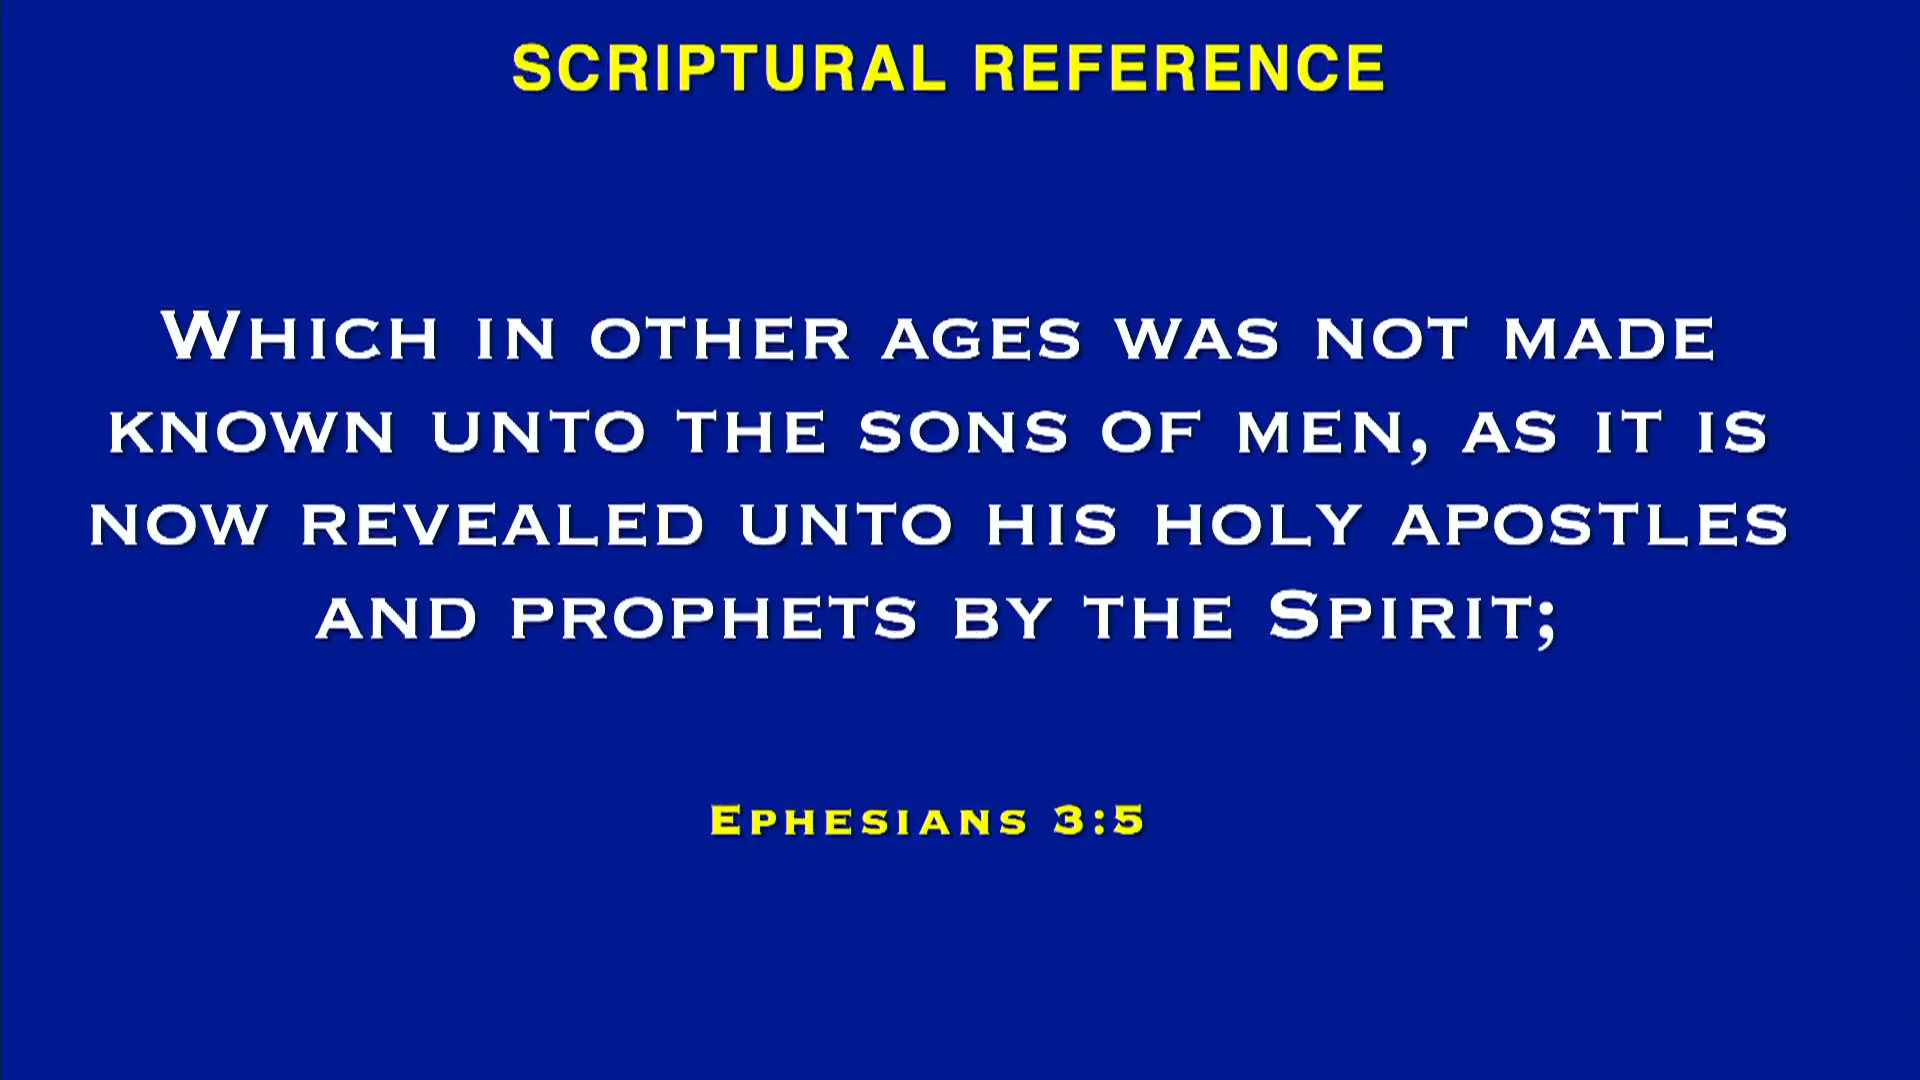 SCRIPTURAL REFERENCE
Which in other ages was not made
known unto the sons of men, as it is
now revealed unto his holy apostles
and prophets by the Spirit;
Ephesians 3:5